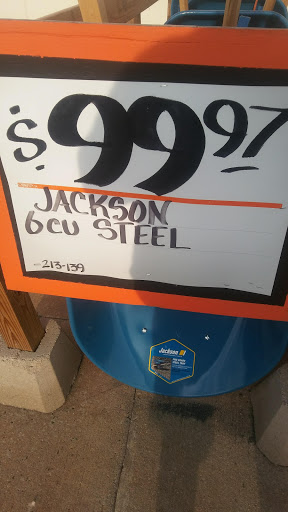 $99.97
JACKSON
6CU STEEL
-213-139
Jackson